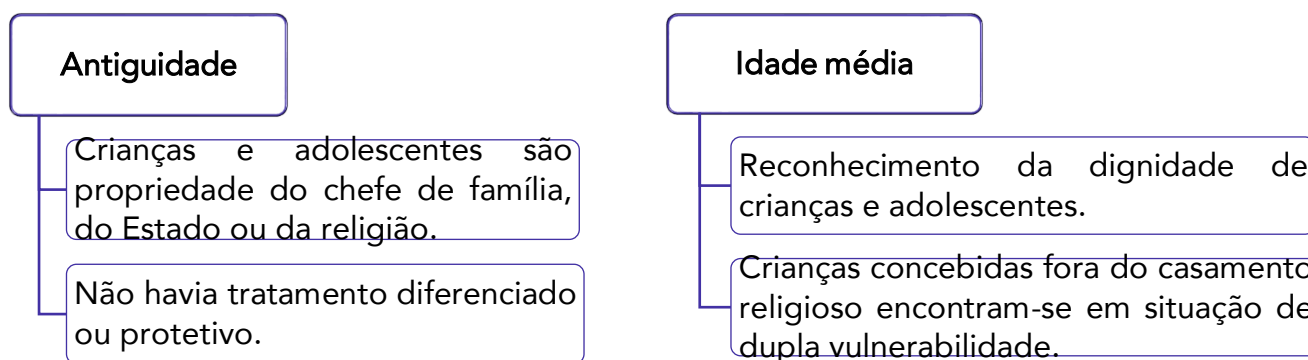 Antiguidade
Crianças e adolescentes são
propriedade do chefe de família,
do Estado ou da religião.
Não havia tratamento diferenciado
ou protetivo.
Idade média
Reconhecimento da dignidade de
crianças e adolescentes.
Crianças concebidas fora do casamento
religioso encontram-se em situação de
dupla vulnerabilidade.